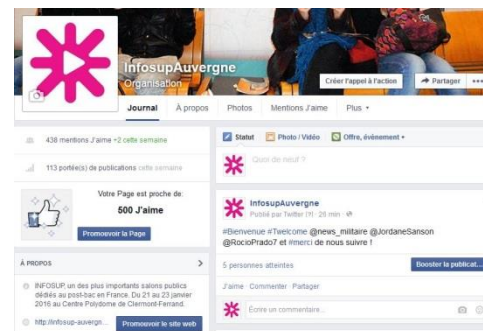 InfosupAuvergne
Organisation
Créer l'appel à l'action
Partager
Journal À propos Photos Mentions J'aime Plus
438 mentions J'aime +2 cette semaine
113 portée(s) de publications cette semaine
Votre Page est proche de:
500 J'aime
Promouvoir la Page
À PROPOS
INFOSUP, un des plus importants salons publics
dédiés au post-bac en France. Du 21 au 23 janvier
2016 au Centre Polydome de Clermont-Ferrand.
http://infosup-auvergn...
Promouvoir le site web
Statut Photo / Vidéo Offre, évènement
Quoi de neuf ?
InfosupAuvergne
Publié par Twitter [?] · 25 min
#Bienvenue #Twelcome @news_militaire @JordaneSanson
@RocioPrado7 et #merci de nous suivre !
5 personnes atteintes
Booster la publicat...
J'aime · Commenter · Partager
Écrire un commentaire...